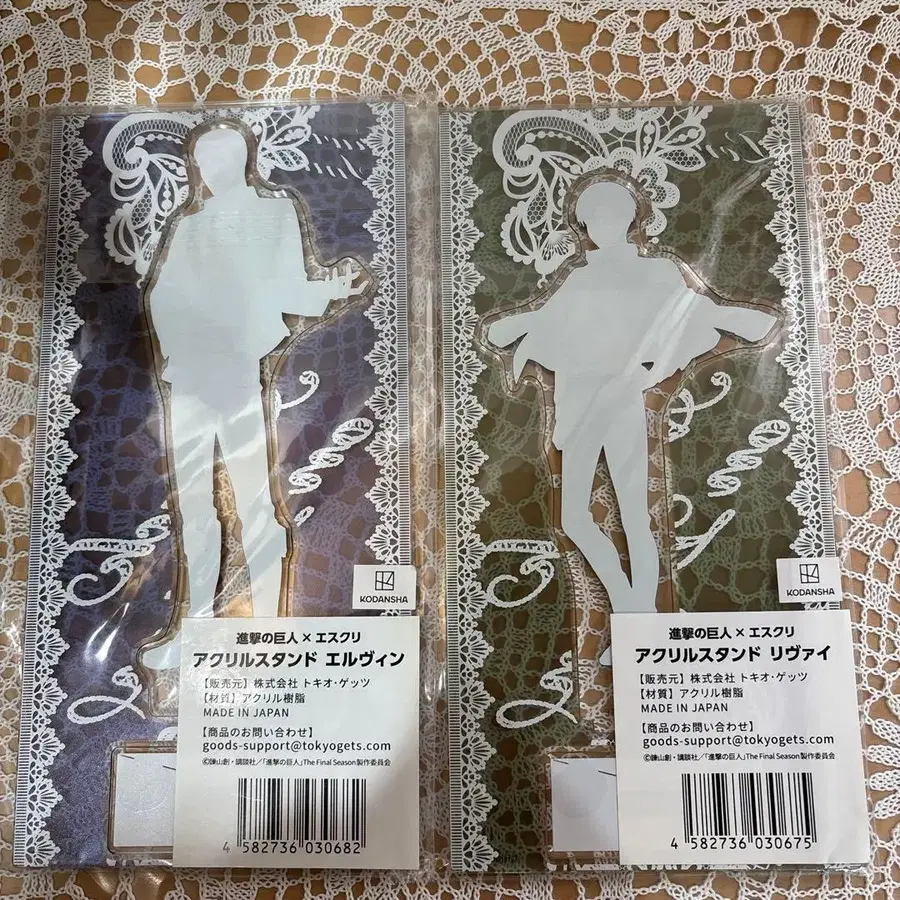 KODANSHA
進撃の巨人×エスクリ
アクリルスタンド エルヴィン
【販売元】株式会社 トキオ・ゲッツ
【材質】アクリル樹脂
MADE IN JAPAN
【商品のお問い合わせ】
goods-support@tokyogets.com
©諫山創・講談社/「進撃の巨人」The Final Season製作委員会
4 582736 030682
KODANSHA
進撃の巨人×エスクリ
アクリルスタンド リヴァイ
【販売元】株式会社 トキオ・ゲッツ
【材質】アクリル樹脂
MADE IN JAPAN
【商品のお問い合わせ】
goods-support@tokyogets.com
©諫山創・講談社/「進撃の巨人」The Final Season製作委員会
4 582736 030675